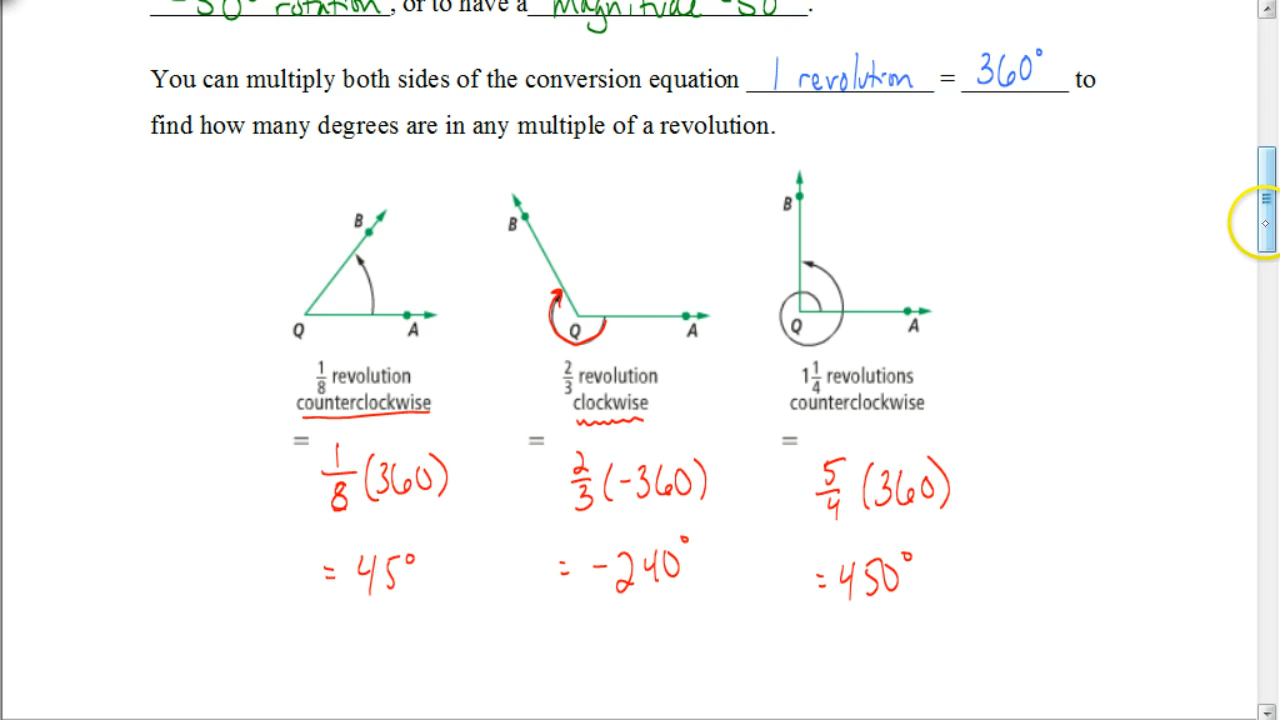 -50° rotation, or to have a magnitude -50°.
You can multiply both sides of the conversion equation 1 revolution = 360° to
find how many degrees are in any multiple of a revolution.
B B B
Q A Q A Q A
1/8 revolution 2/3 revolution 1 1/4 revolutions
counterclockwise clockwise counterclockwise
= = =
1/8 (360) 2/3 (-360) 5/4 (360)
= 45° = -240° = 450°